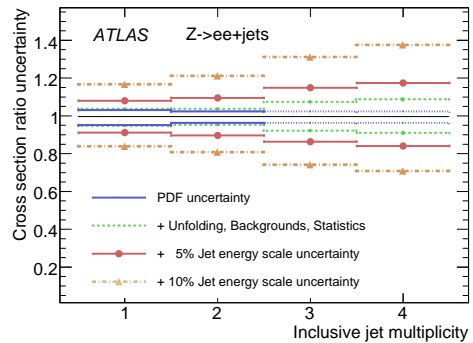 ATLAS Z->ee+jets
Cross section ratio uncertainty
1.4
1.2
1
0.8
0.6
0.4
0.2
PDF uncertainty
+ Unfolding, Backgrounds, Statistics
+ 5% Jet energy scale uncertainty
+ 10% Jet energy scale uncertainty
1 2 3 4
Inclusive jet multiplicity